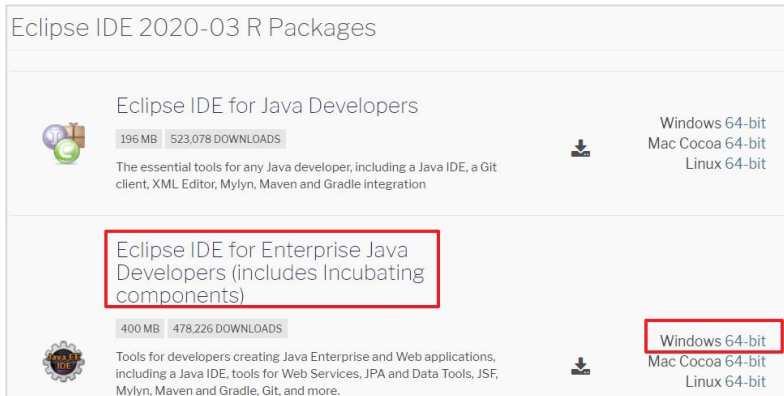 Eclipse IDE 2020-03 R Packages
Eclipse IDE for Java Developers
196 MB 523,078 DOWNLOADS
The essential tools for any Java developer, including a Java IDE, a Git
client, XML Editor, Mylyn, Maven and Gradle integration
Windows 64-bit
Mac Cocoa 64-bit
Linux 64-bit
Eclipse IDE for Enterprise Java
Developers (includes Incubating
components)
400 MB 478,226 DOWNLOADS
Java EE
IDE
Tools for developers creating Java Enterprise and Web applications,
including a Java IDE, tools for Web Services, JPA and Data Tools, JSF,
Mylyn, Maven and Gradle, Git, and more.
Windows 64-bit
Mac Cocoa 64-bit
Linux 64-bit